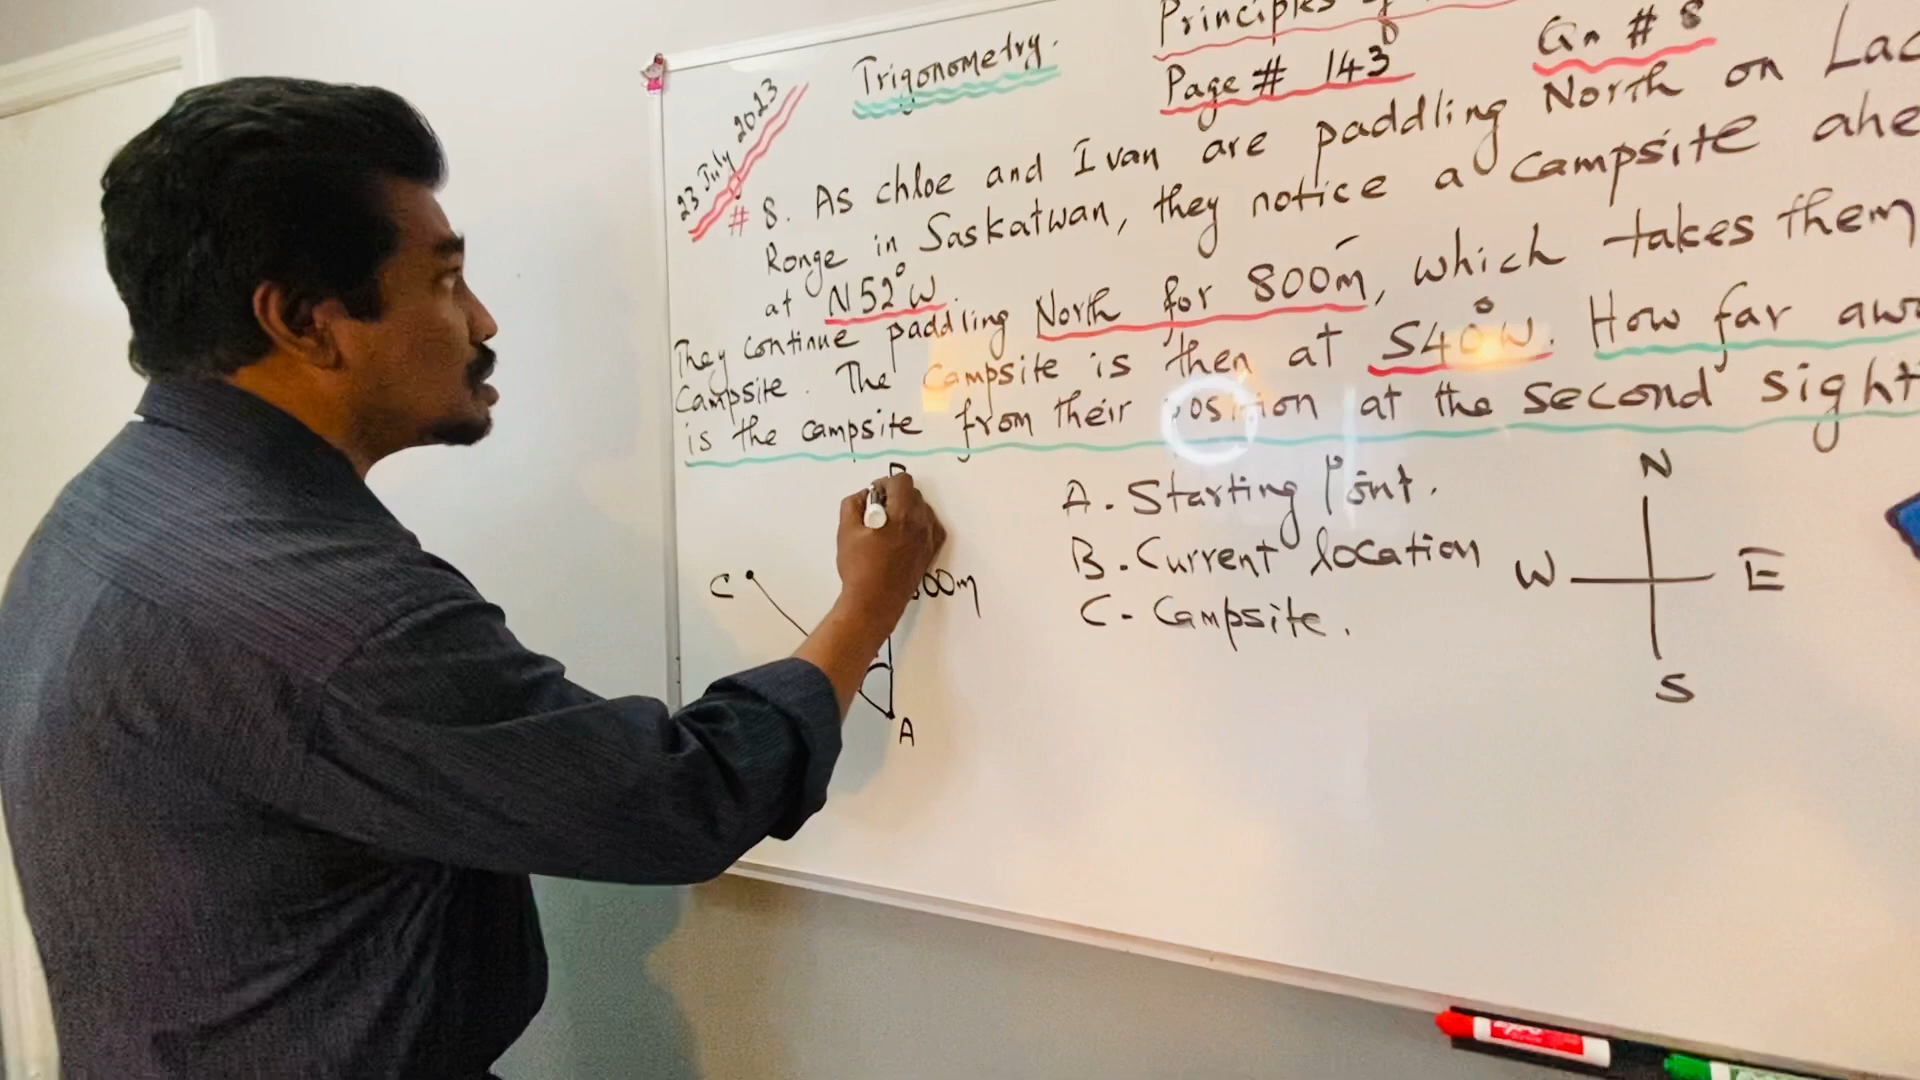 Trigonometry.
Principles of
Page # 143
Qn # 8
23 July 2023
# 8. As chloe and Ivan are paddling North on Lac
Ronge in Saskatwan, they notice a campsite ahe
at N52°W.
They continue paddling North for 800m, which takes them
Campsite. The Campsite is then at S40°W. How far awa
is the campsite from their position at the second sight
A. Starting Point.
B. Current location
C - Campsite.
N
W
E
S
C
00m
A